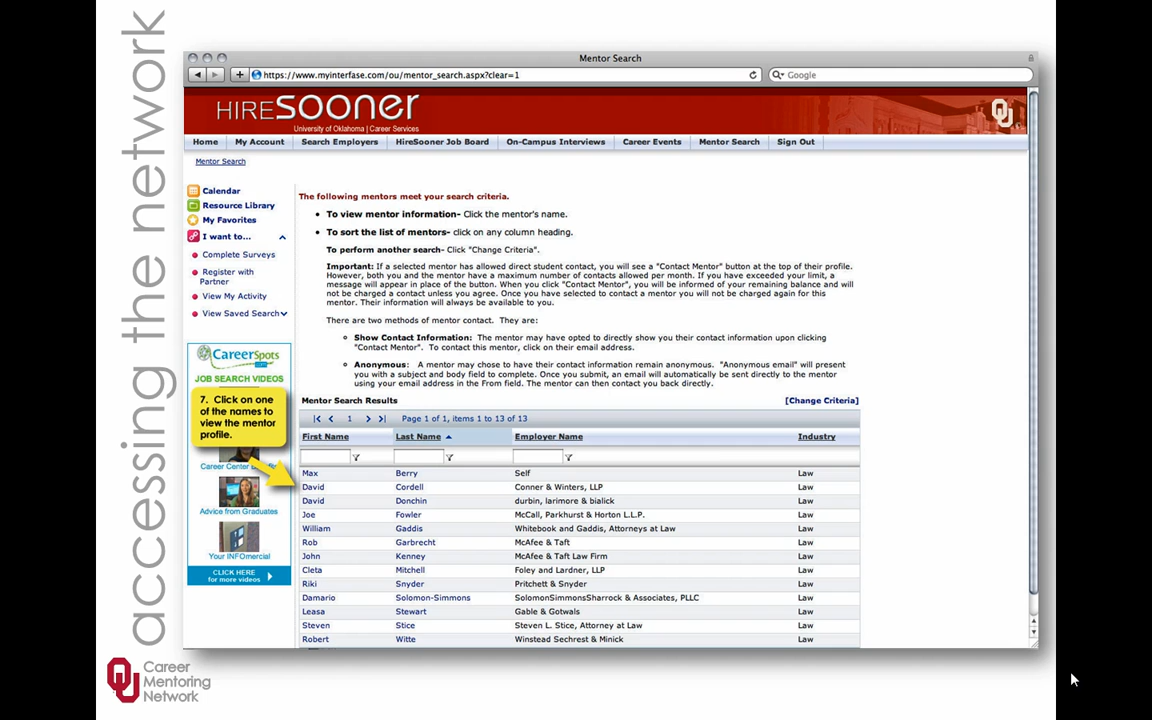 accessing the network
Mentor Search
https://www.myinterfase.com/ou/mentor_search.aspx?clear=1
Google
HIRESOONER
University of Oklahoma | Career Services
Home My Account Search Employers HireSooner Job Board On-Campus Interviews Career Events Mentor Search Sign Out
Mentor Search
Calendar
Resource Library
My Favorites
I want to...
Complete Surveys
Register with
Partner
View My Activity
View Saved Search
CareerSpots
.com
JOB SEARCH VIDEOS
7. Click on one
of the names to
view the mentor
profile.
Career Center
Advice from Graduates
Your INFOmercial
CLICK HERE
for more videos
The following mentors meet your search criteria.
• To view mentor information- Click the mentor's name.
• To sort the list of mentors- click on any column heading.
To perform another search- Click "Change Criteria".
Important: If a selected mentor has allowed direct student contact, you will see a "Contact Mentor" button at the top of their profile.
However, both you and the mentor have a maximum number of contacts allowed per month. If you have exceeded your limit, a
message will appear in place of the button. When you click "Contact Mentor", you will be informed of your remaining balance and will
not be charged a contact unless you agree. Once you have selected to contact a mentor you will not be charged again for this
mentor. Their information will always be available to you.
There are two methods of mentor contact. They are:
Show Contact Information: The mentor may have opted to directly show you their contact information upon clicking
"Contact Mentor". To contact this mentor, click on their email address.
Anonymous: A mentor may chose to have their contact information remain anonymous. "Anonymous email" will present
you with a subject and body field to complete. Once you submit, an email will automatically be sent directly to the mentor
using your email address in the From field. The mentor can then contact you back directly.
Mentor Search Results [Change Criteria]
1 Page 1 of 1, items 1 to 13 of 13
First Name Last Name Employer Name Industry
Max Berry Self Law
David Cordell Conner & Winters, LLP Law
David Donchin durbin, larimore & bialick Law
Joe Fowler McCall, Parkhurst & Horton L.L.P. Law
William Gaddis Whitebook and Gaddis, Attorneys at Law Law
Rob Garbrecht McAfee & Taft Law
John Kenney McAfee & Taft Law Firm Law
Cleta Mitchell Foley and Lardner, LLP Law
Riki Snyder Pritchett & Snyder Law
Damario Solomon-Simmons SolomonSimmonsSharrock & Associates, PLLC Law
Leasa Stewart Gable & Gotwals Law
Steven Stice Steven L. Stice, Attorney at Law Law
Robert Witte Winstead Sechrest & Minick Law
Career
Mentoring
Network